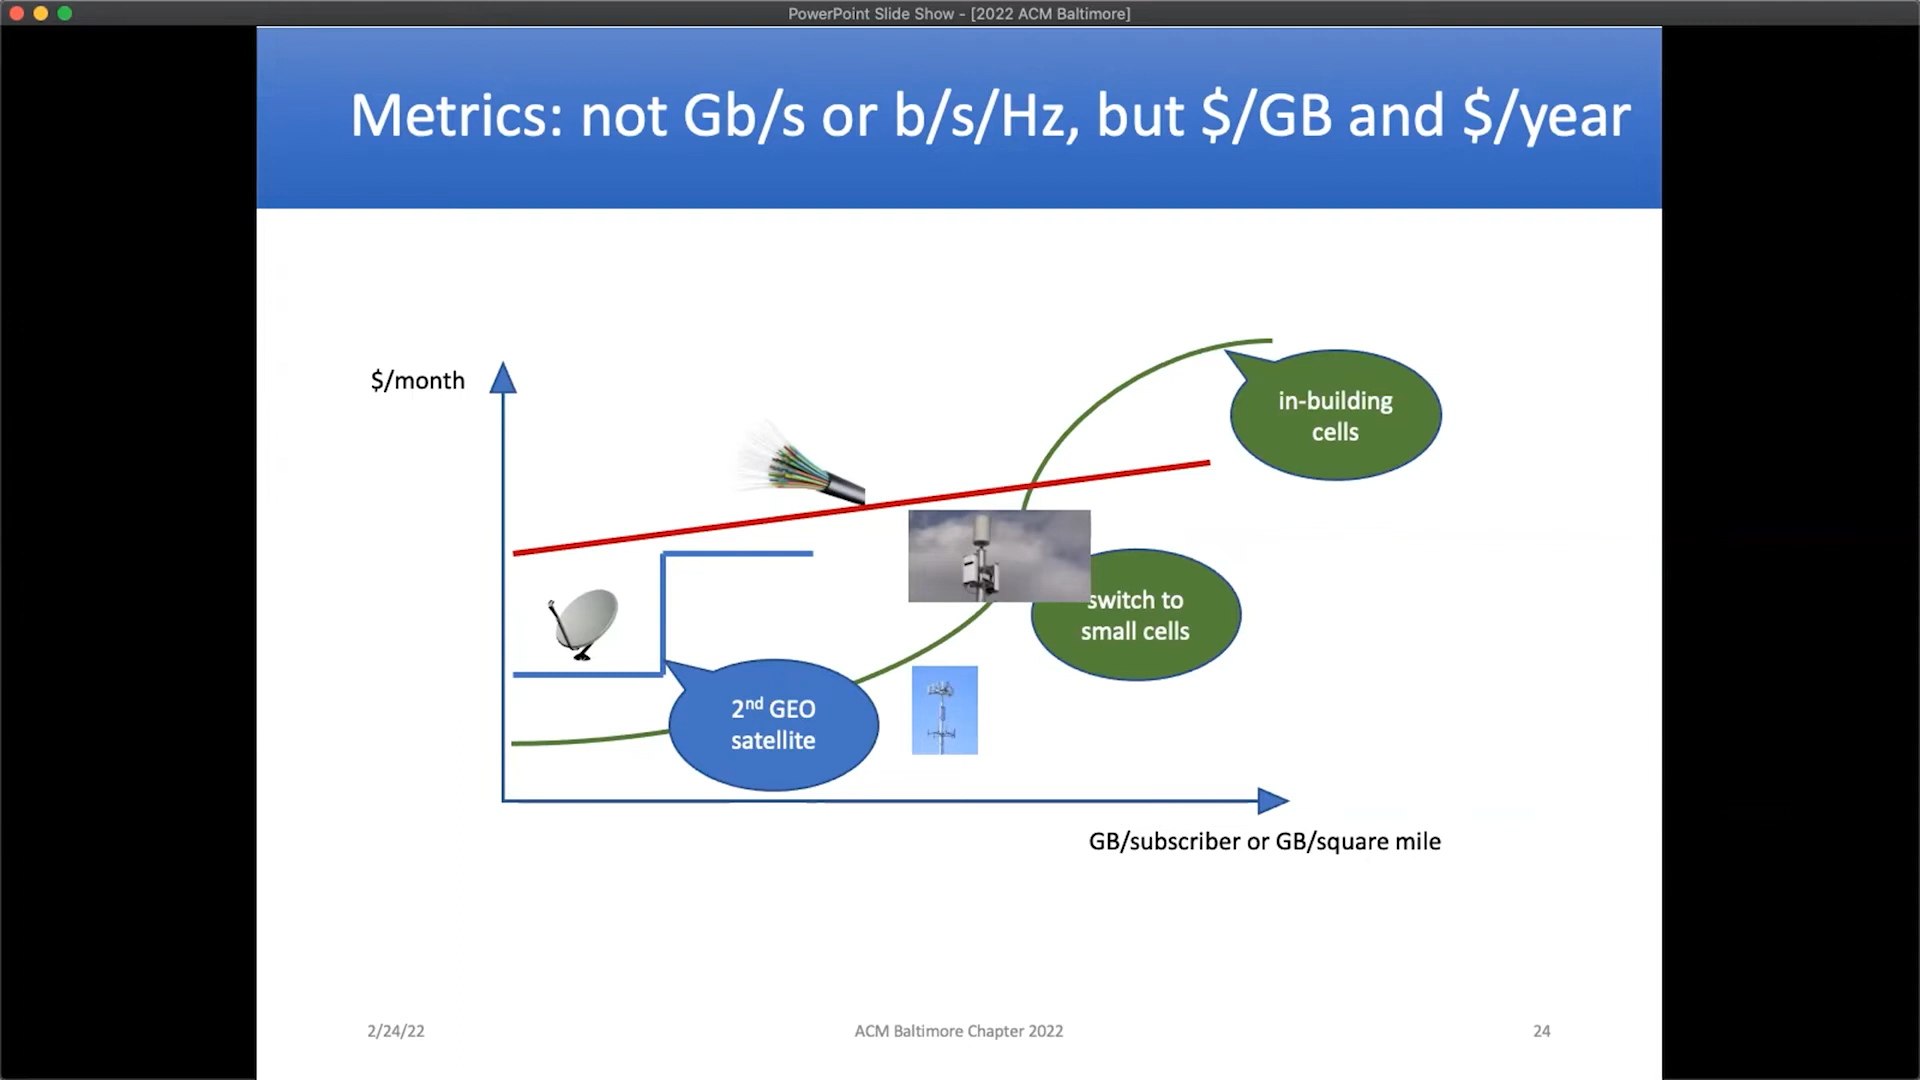 PowerPoint Slide Show - [2022 ACM Baltimore]
Metrics: not Gb/s or b/s/Hz, but $/GB and $/year
$/month
in-building
cells
switch to
small cells
2nd GEO
satellite
GB/subscriber or GB/square mile
2/24/22
ACM Baltimore Chapter 2022
24